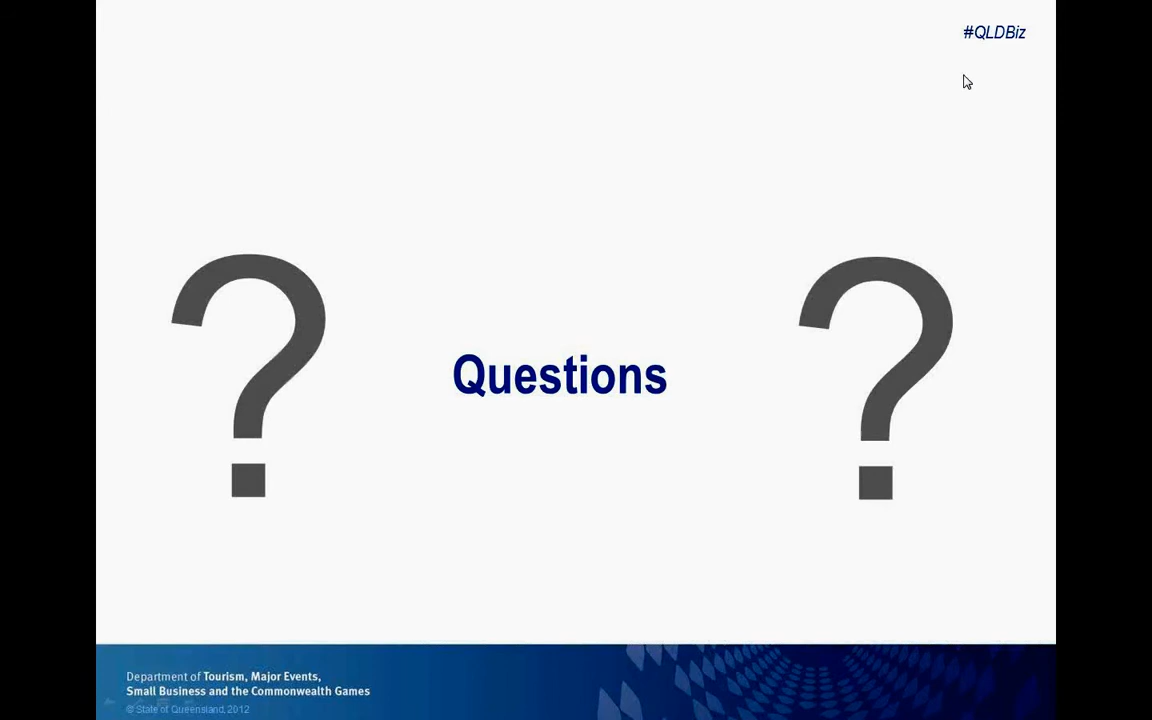 #QLDBiz
? Questions ?
Department of Tourism, Major Events,
Small Business and the Commonwealth Games
© State of Queensland, 2012